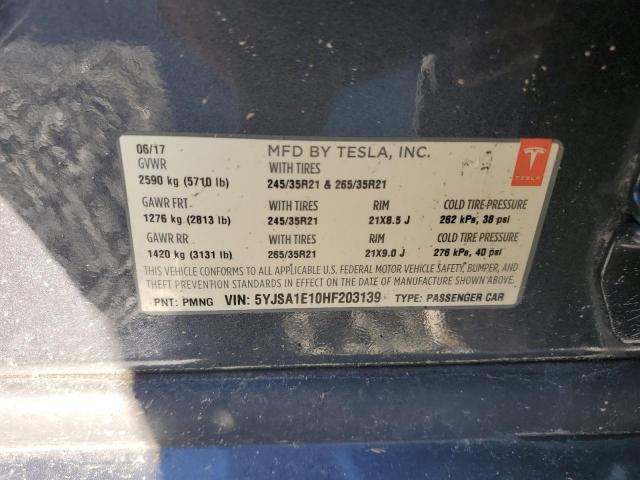 06/17 MFD BY TESLA, INC.
GVWR WITH TIRES
2590 kg (5710 lb) 245/35R21 & 265/35R21
TESLA
GAWR FRT WITH TIRES RIM COLD TIRE PRESSURE
1276 kg (2813 lb) 245/35R21 21X8.5 J 262 kPa, 38 psi
GAWR RR WITH TIRES RIM COLD TIRE PRESSURE
1420 kg (3131 lb) 265/35R21 21X9.0 J 276 kPa, 40 psi
THIS VEHICLE CONFORMS TO ALL APPLICABLE U.S. FEDERAL MOTOR VEHICLE SAFETY, BUMPER, AND
THEFT PREVENTION STANDARDS IN EFFECT ON THE DATE OF MANUFACTURE SHOWN ABOVE.
PNT: PMNG VIN: 5YJSA1E10HF203139 TYPE: PASSENGER CAR